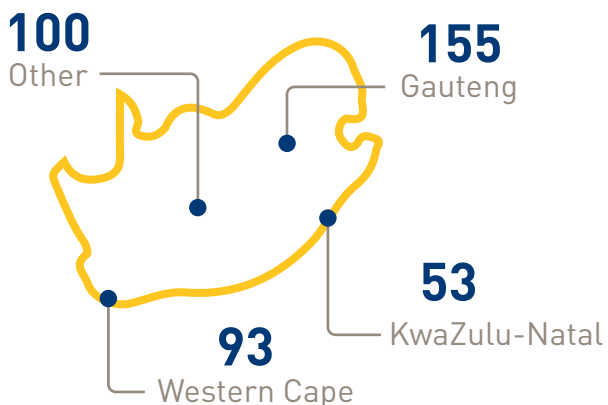 100
Other
155
Gauteng
53
KwaZulu-Natal
93
Western Cape